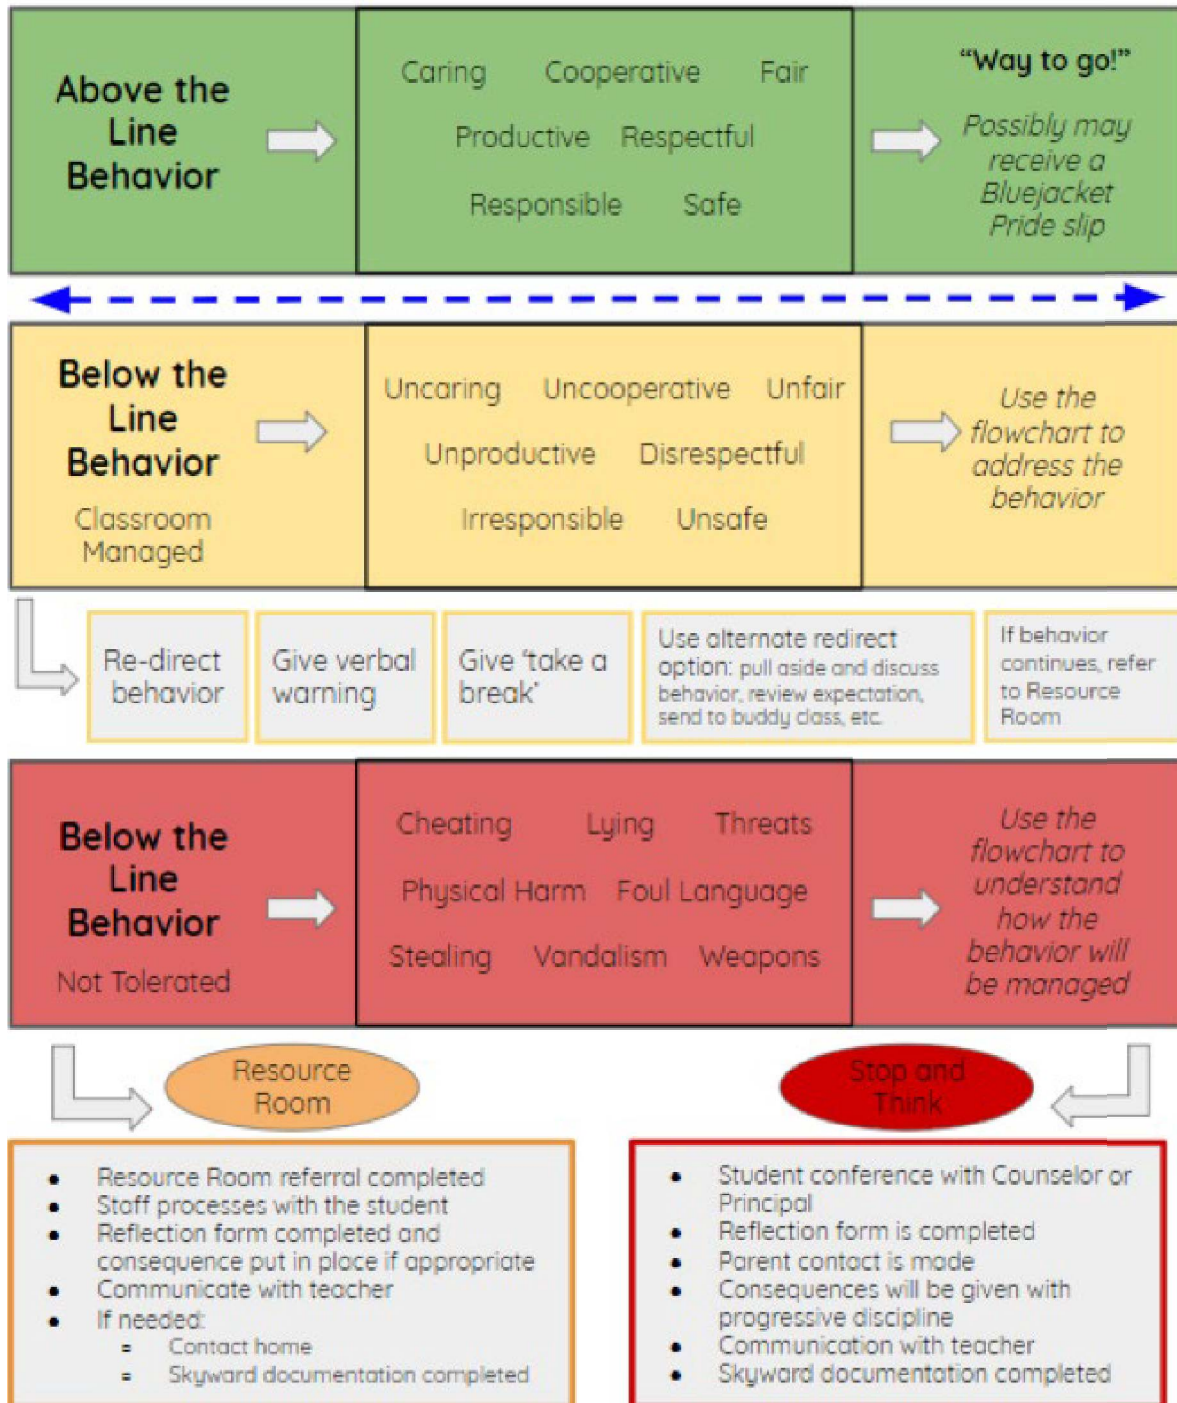 Above the
Line
Behavior
Caring Cooperative Fair
Productive Respectful
Responsible Safe
“Way to go!”
Possibly may
receive a
Bluejacket
Pride slip
Below the
Line
Behavior
Classroom
Managed
Uncaring Uncooperative Unfair
Unproductive Disrespectful
Irresponsible Unsafe
Use the
flowchart to
address the
behavior
Re-direct
behavior
Give verbal
warning
Give ‘take a
break’
Use alternate redirect
option: pull aside and discuss
behavior, review expectation,
send to buddy class, etc.
If behavior
continues, refer
to Resource
Room
Below the
Line
Behavior
Not Tolerated
Cheating Lying Threats
Physical Harm Foul Language
Stealing Vandalism Weapons
Use the
flowchart to
understand
how the
behavior will
be managed
Resource
Room
● Resource Room referral completed
● Staff processes with the student
● Reflection form completed and
consequence put in place if appropriate
● Communicate with teacher
● If needed:
○ Contact home
○ Skyward documentation completed
Stop and
Think
● Student conference with Counselor or
Principal
● Reflection form is completed
● Parent contact is made
● Consequences will be given with
progressive discipline
● Communication with teacher
● Skyward documentation completed